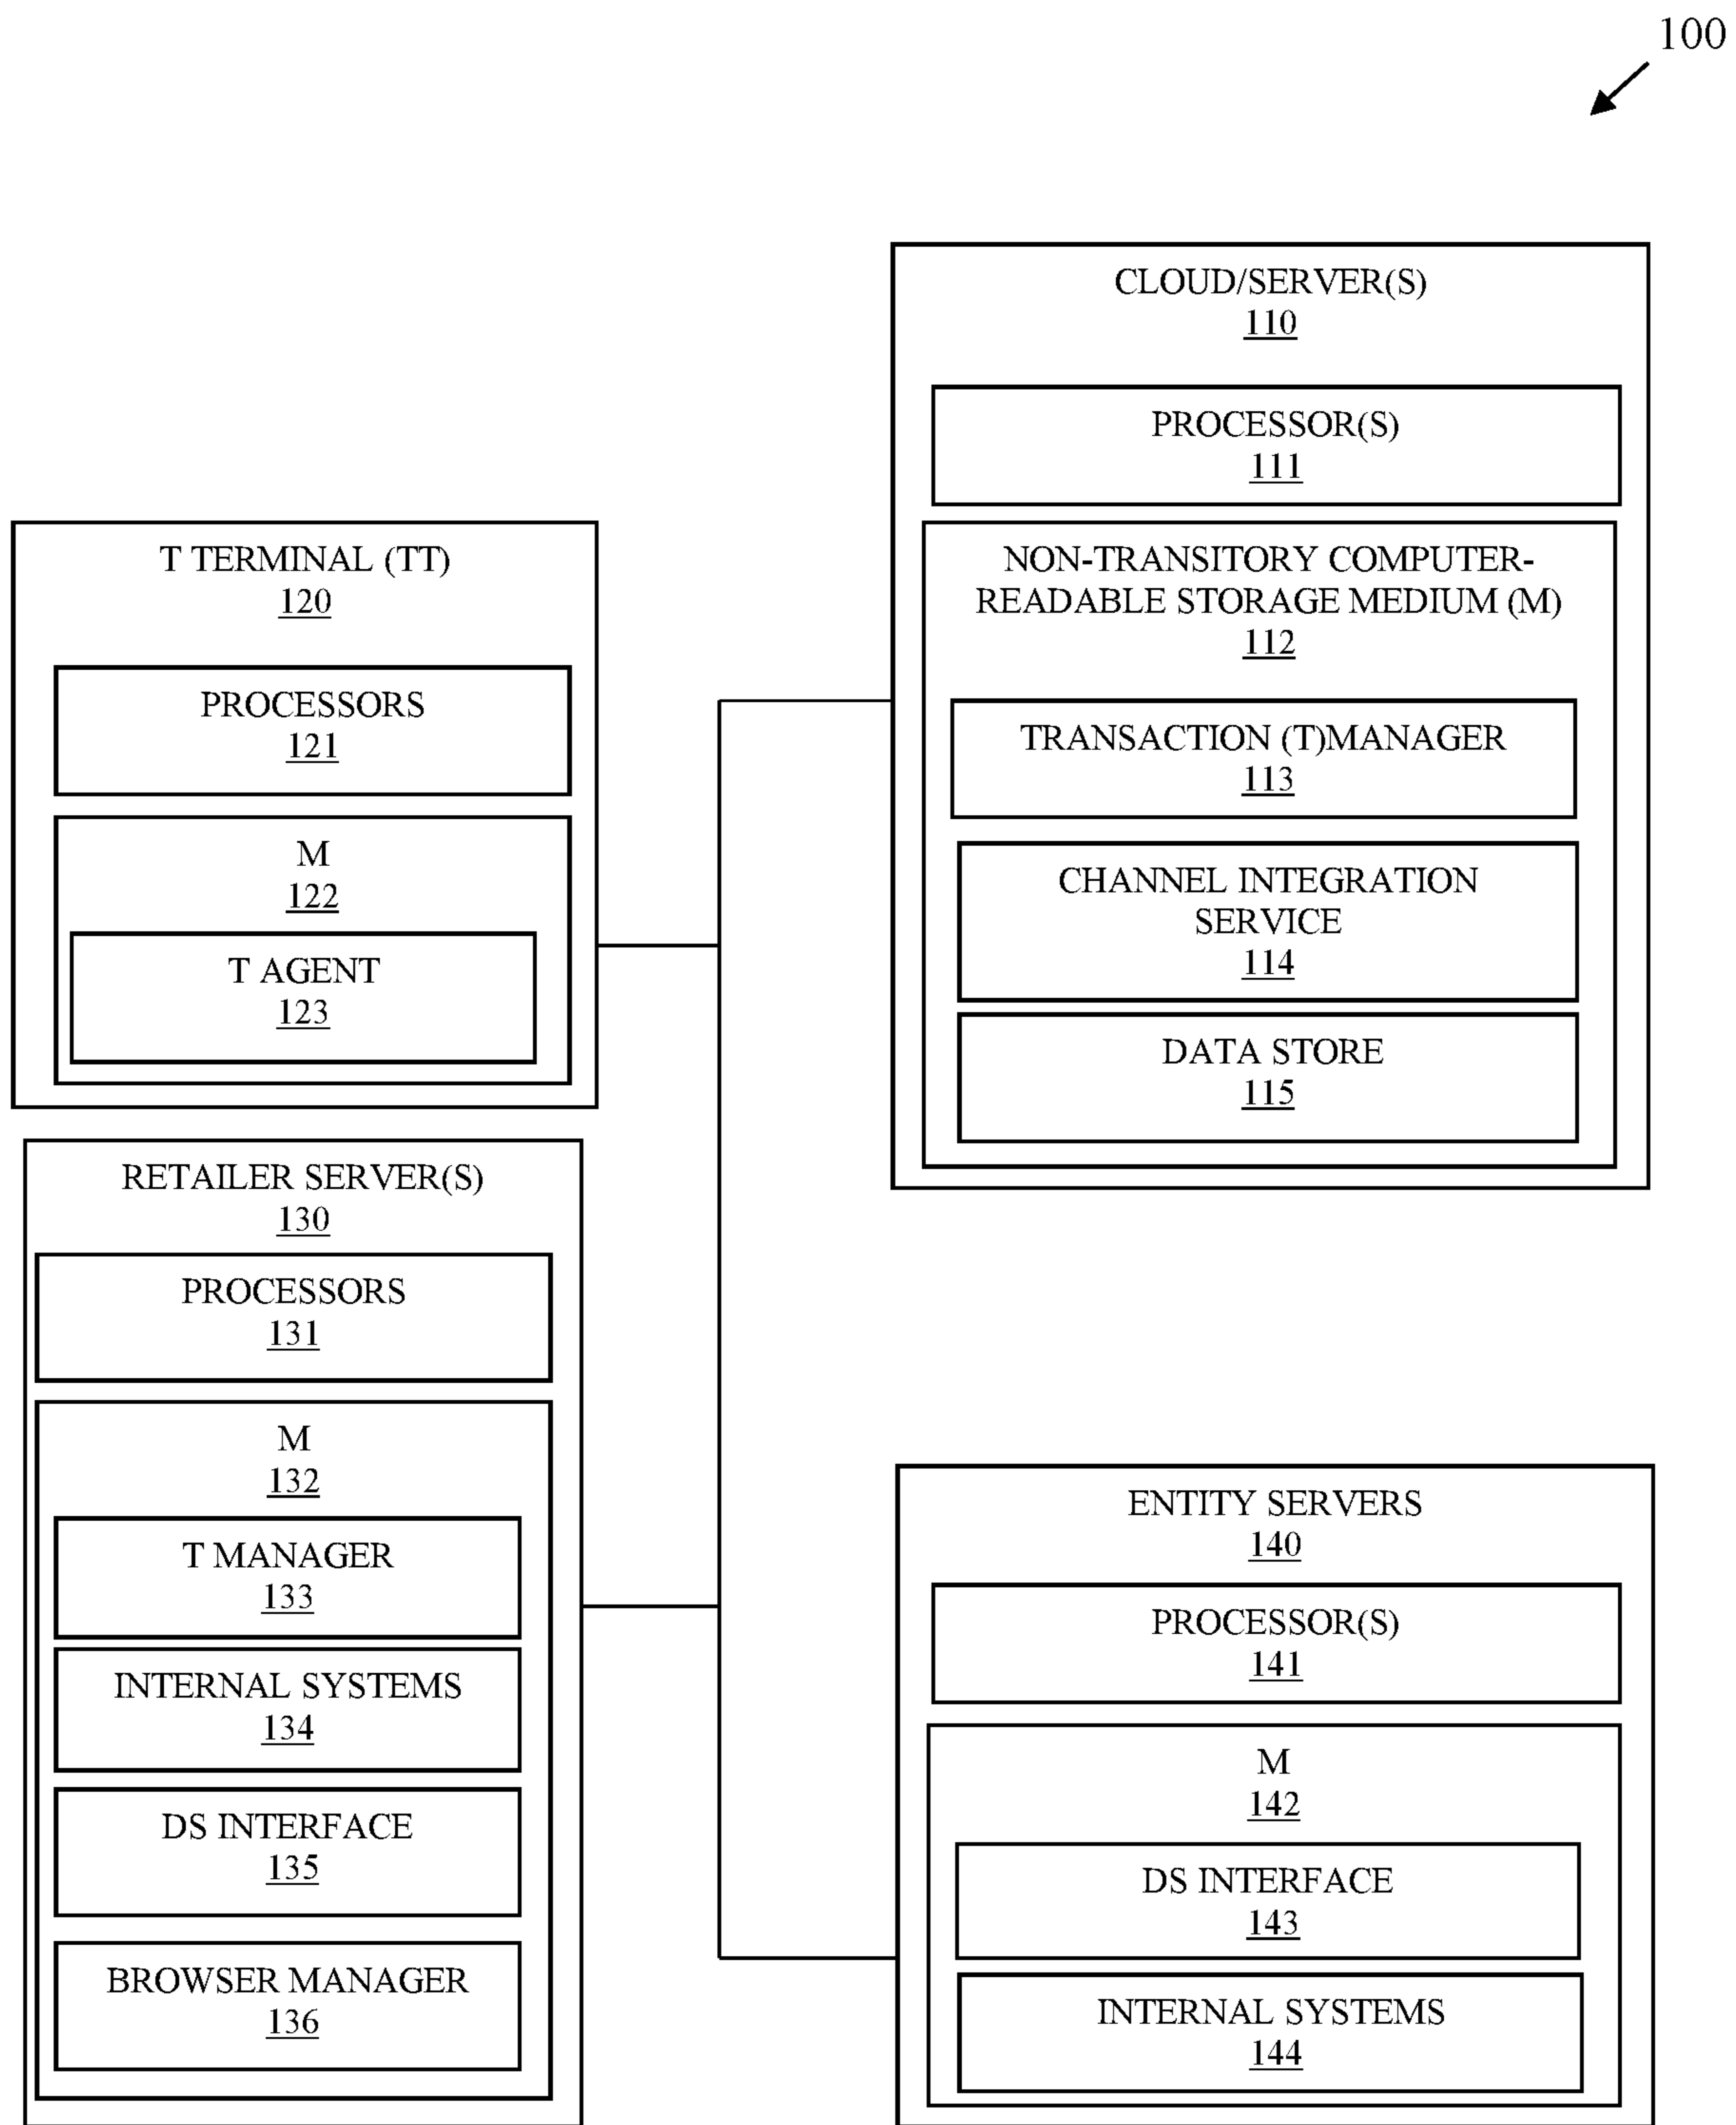 100
CLOUD/SERVER(S)
110
PROCESSOR(S)
111
NON-TRANSITORY COMPUTER-
READABLE STORAGE MEDIUM (M)
112
TRANSACTION (T)MANAGER
113
CHANNEL INTEGRATION
SERVICE
114
DATA STORE
115
T TERMINAL (TT)
120
PROCESSORS
121
M
122
T AGENT
123
RETAILER SERVER(S)
130
PROCESSORS
131
M
132
T MANAGER
133
INTERNAL SYSTEMS
134
DS INTERFACE
135
BROWSER MANAGER
136
ENTITY SERVERS
140
PROCESSOR(S)
141
M
142
DS INTERFACE
143
INTERNAL SYSTEMS
144